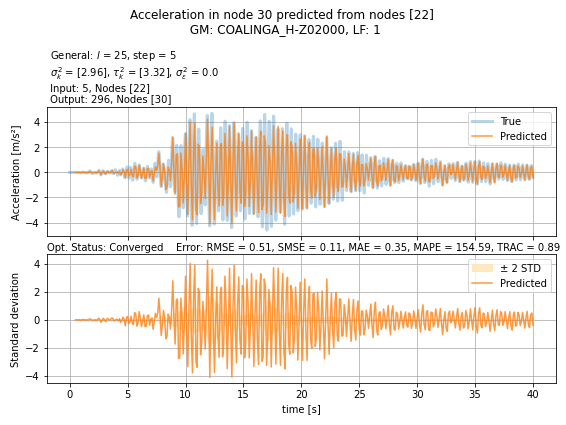 Acceleration in node 30 predicted from nodes [22]
GM: COALINGA_H-Z02000, LF: 1
General: l = 25, step = 5
σ²ₖ = [2.96], τ²ₖ = [3.32], σ²ε = 0.0
Input: 5, Nodes [22]
Output: 296, Nodes [30]
Acceleration [m/s²]
4
2
0
−2
−4
True
Predicted
Opt. Status: Converged Error: RMSE = 0.51, SMSE = 0.11, MAE = 0.35, MAPE = 154.59, TRAC = 0.89
Standard deviation
4
2
0
−2
−4
± 2 STD
Predicted
0 5 10 15 20 25 30 35 40
time [s]